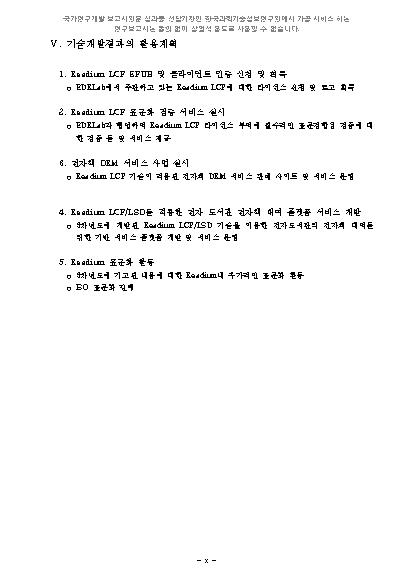 국가연구개발 보고서원문 성과물 전담기관인 한국과학기술정보연구원에서 가공·서비스 하는
연구보고서는 동의 없이 상업적 용도로 사용할 수 없습니다.
V. 기술개발결과의 활용계획
1. Readium LCP EPUB 및 클라이언트 인증 신청 및 획득
o EDRLab에서 주관하고 있는 Readium LCP에 대한 라이센스 신청 및 로고 획득
2. Readium LCP 표준화 검증 서비스 실시
o EDRLab과 협업하여 Readium LCP 라이센스 부여에 필수적인 표준적합성 검증에 대
한 검증 툴 및 서비스 제공
3. 전자책 DRM 서비스 사업 실시
o Readium LCP 기술이 적용된 전자책 DRM 서비스 판매 사이트 및 서비스 운영
4. Readium LCP/LSD를 적용한 전자 도서관 전자책 대여 플랫폼 서비스 개발
o 3차년도에 개발된 Readium LCP/LSD 기술을 이용한 전자도서관의 전자책 대여를
위한 기반 서비스 플랫폼 개발 및 서비스 운영
5. Readium 표준화 활동
o 3차년도에 기고된 내용에 대한 Readium내 추가적인 표준화 활동
o ISO 표준화 진행
- x -